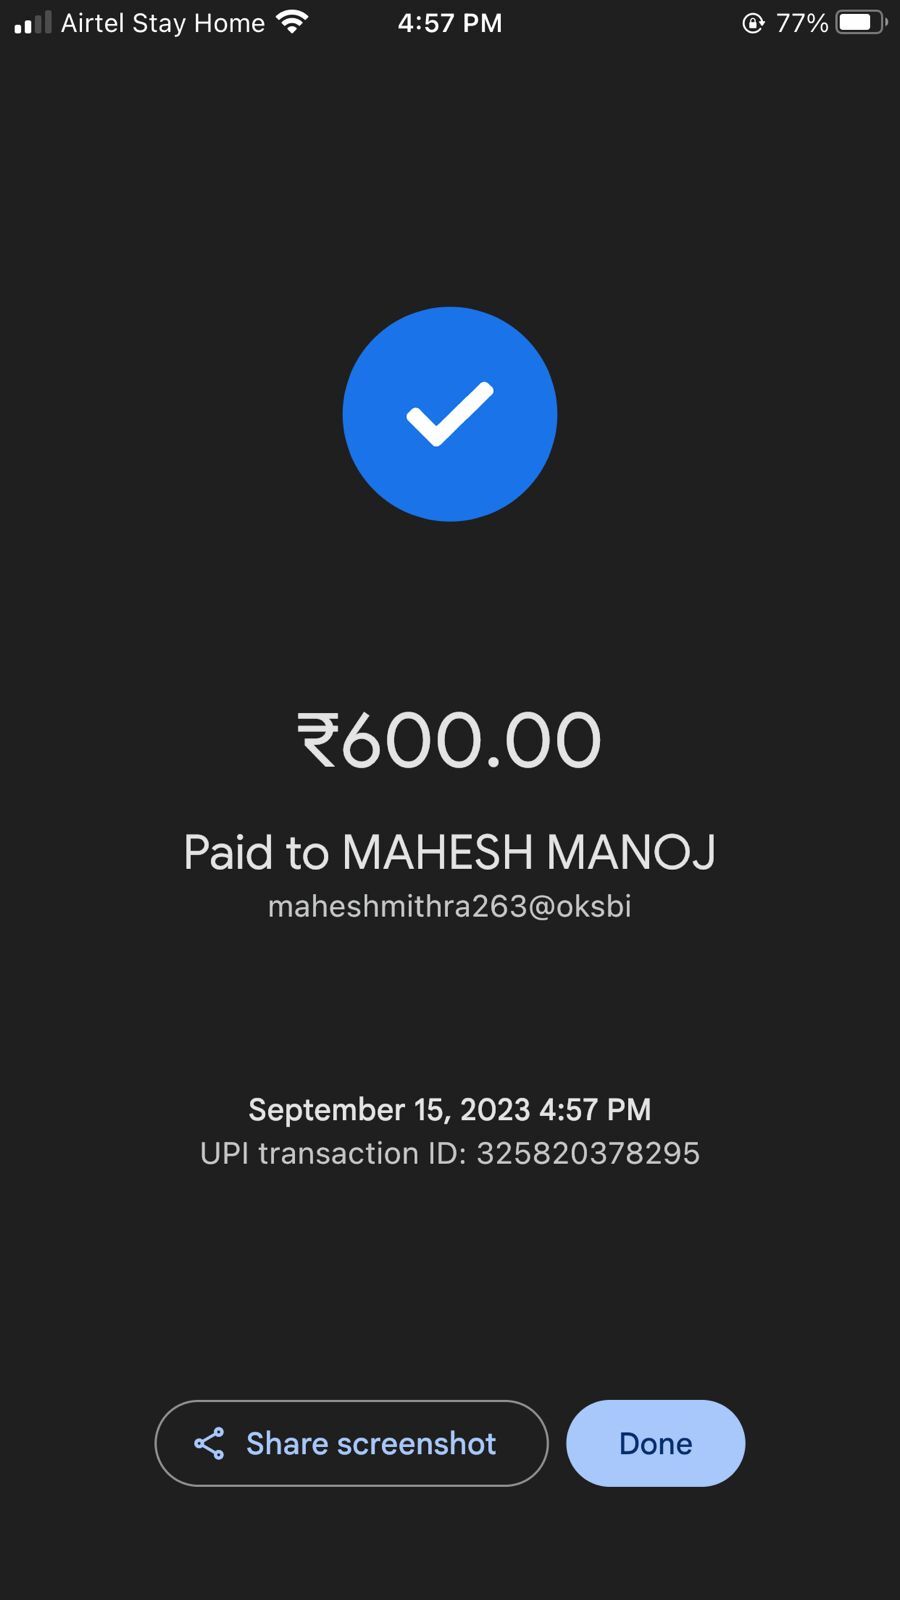 Airtel Stay Home 4:57 PM 77%
₹600.00
Paid to MAHESH MANOJ
maheshmithra263@oksbi
September 15, 2023 4:57 PM
UPI transaction ID: 325820378295
Share screenshot Done